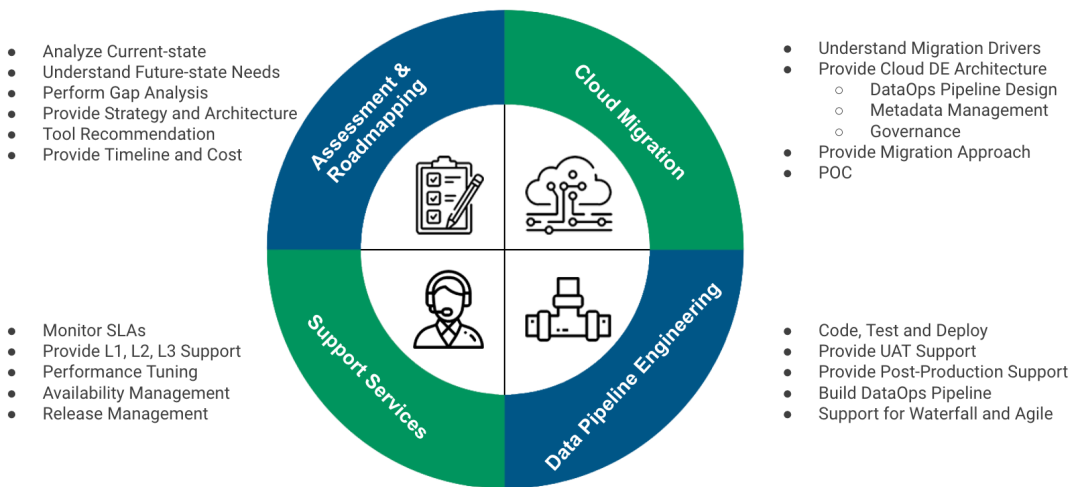 ● Analyze Current-state
● Understand Future-state Needs
● Perform Gap Analysis
● Provide Strategy and Architecture
● Tool Recommendation
● Provide Timeline and Cost
Assessment &
Roadmapping
Cloud Migration
● Understand Migration Drivers
● Provide Cloud DE Architecture
○ DataOps Pipeline Design
○ Metadata Management
○ Governance
● Provide Migration Approach
● POC
● Monitor SLAs
● Provide L1, L2, L3 Support
● Performance Tuning
● Availability Management
● Release Management
Support Services
Data Pipeline Engineering
● Code, Test and Deploy
● Provide UAT Support
● Provide Post-Production Support
● Build DataOps Pipeline
● Support for Waterfall and Agile